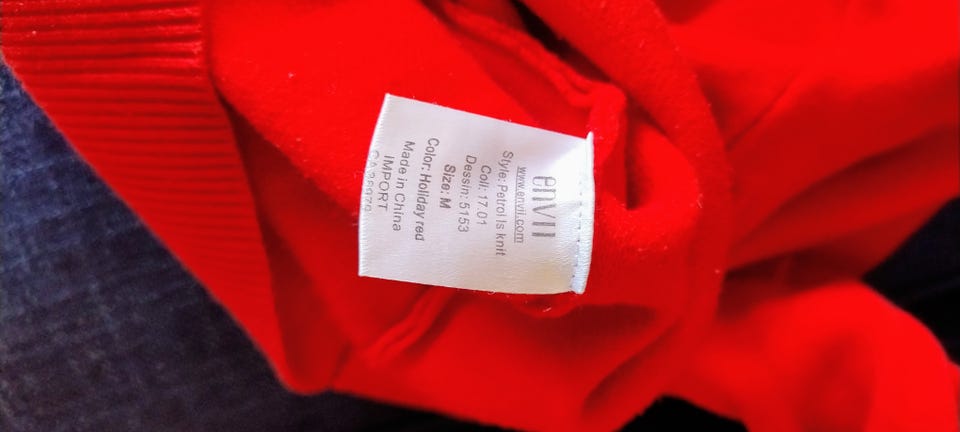 envii
www.envii.com
Style: Petrol ls knit
Coll: 17.01
Dessin: 5153
Size: M
Color: Holiday red
Made in China
IMPORT